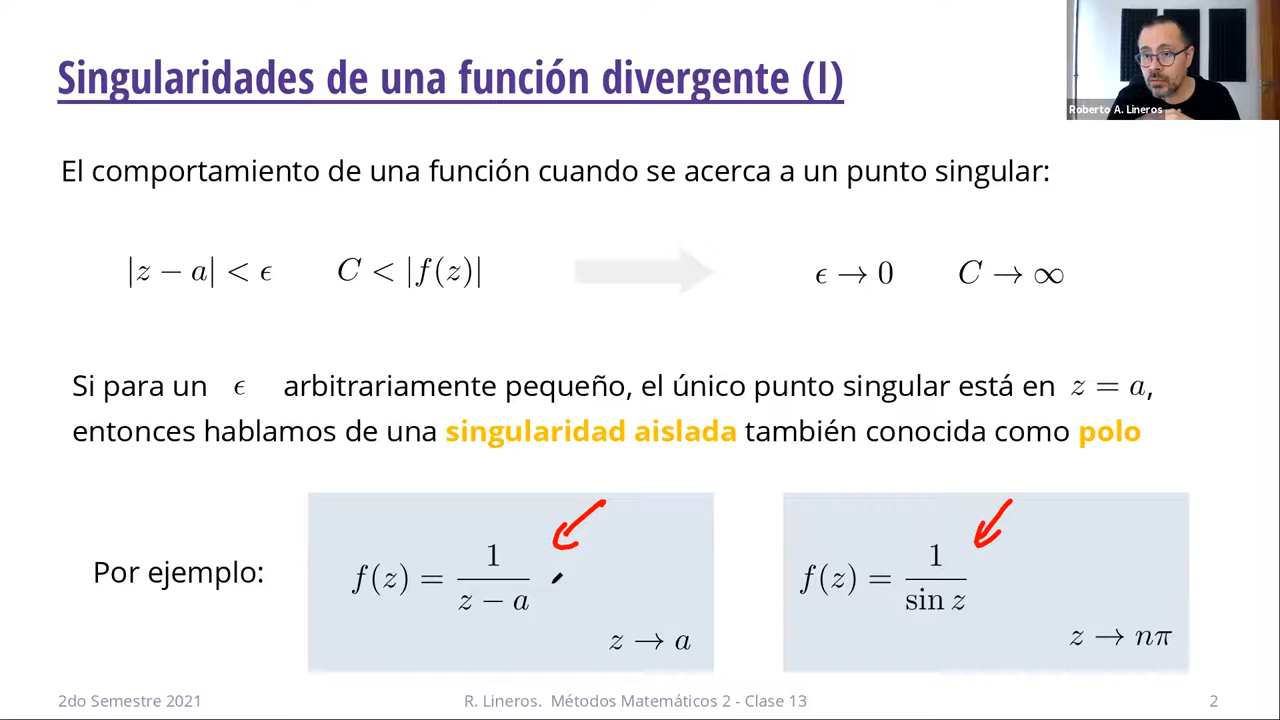 Singularidades de una función divergente (I)
Roberto A. Lineros
El comportamiento de una función cuando se acerca a un punto singular:
|z − a| < ϵ C < |f(z)| ϵ → 0 C → ∞
Si para un ϵ arbitrariamente pequeño, el único punto singular está en z = a,
entonces hablamos de una singularidad aislada también conocida como polo
Por ejemplo: f(z) = 1/(z − a) f(z) = 1/(sin z)
z → a z → nπ
2do Semestre 2021 R. Lineros. Métodos Matemáticos 2 - Clase 13 2